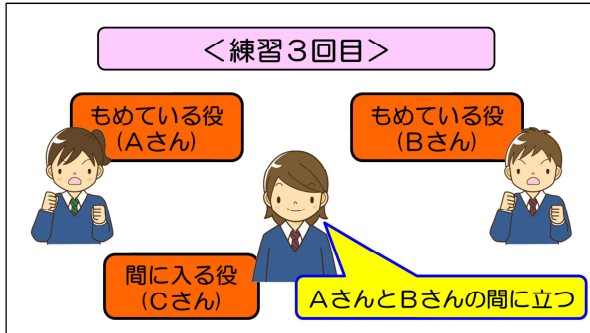 ＜練習３回目＞
もめている役
(Ａさん)
もめている役
(Ｂさん)
間に入る役
(Ｃさん)
ＡさんとＢさんの間に立つ